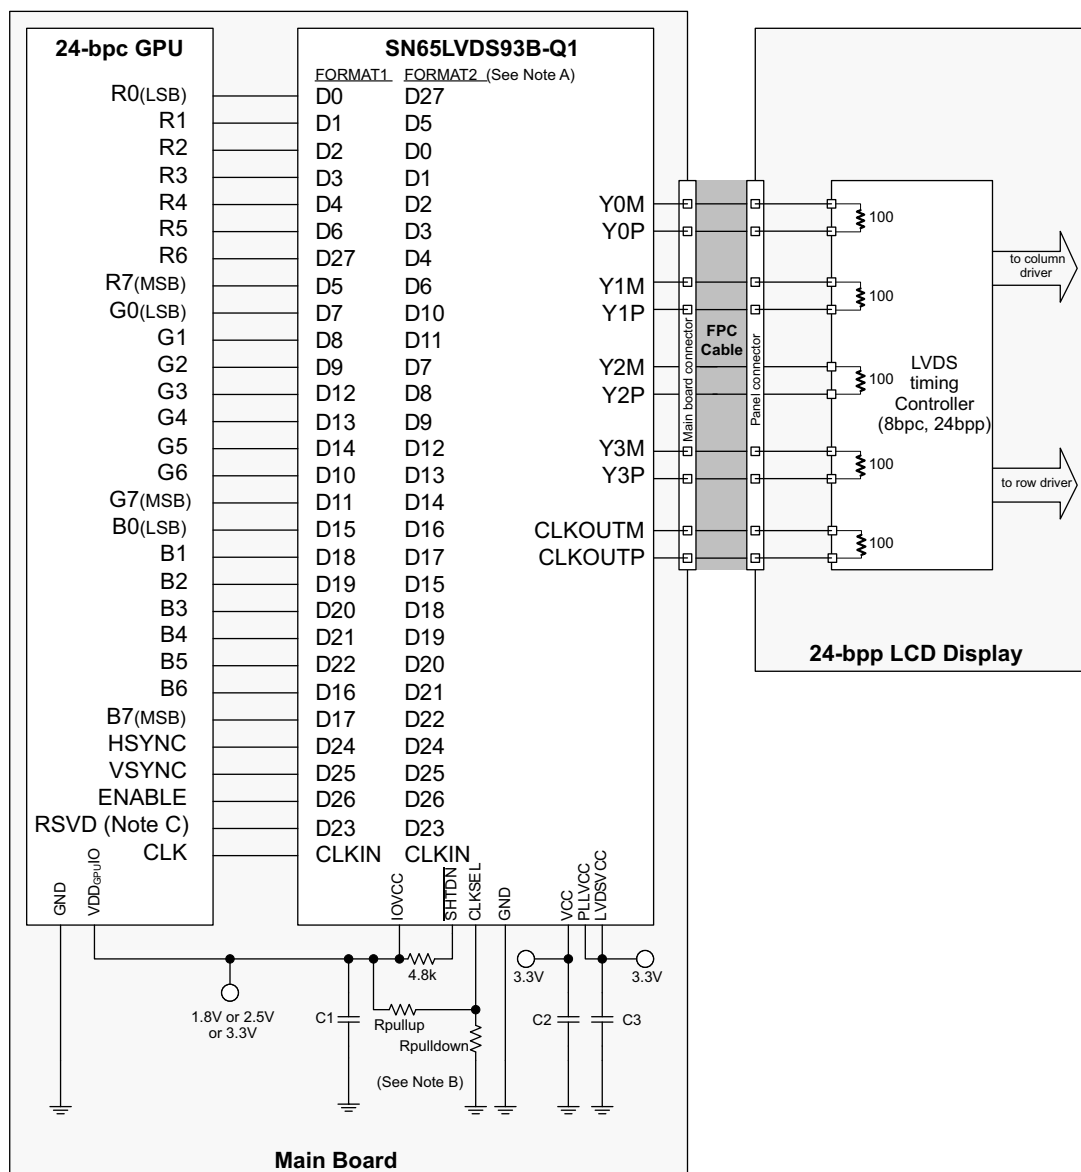 24-bpc GPU
SN65LVDS93B-Q1
FORMAT1 FORMAT2 (See Note A)
R0(LSB) D0 D27
R1 D1 D5
R2 D2 D0
R3 D3 D1
R4 D4 D2
R5 D6 D3
R6 D27 D4
R7(MSB) D5 D6
G0(LSB) D7 D10
G1 D8 D11
G2 D9 D7
G3 D12 D8
G4 D13 D9
G5 D14 D12
G6 D10 D13
G7(MSB) D11 D14
B0(LSB) D15 D16
B1 D18 D17
B2 D19 D15
B3 D20 D18
B4 D21 D19
B5 D22 D20
B6 D16 D21
B7(MSB) D17 D22
HSYNC D24 D24
VSYNC D25 D25
ENABLE D26 D26
RSVD (Note C) D23 D23
CLK CLKIN CLKIN
GND
VDDGPUIO
IOVCC
SHTDN
CLKSEL
GND
VCC
PLLVCC
LVDSVCC
Y0M
Y0P
Y1M
Y1P
Y2M
Y2P
Y3M
Y3P
CLKOUTM
CLKOUTP
Main board connector
FPC
Cable
Panel connector
100
100
100
100
100
LVDS
timing
Controller
(8bpc, 24bpp)
to column
driver
to row driver
24-bpp LCD Display
1.8V or 2.5V
or 3.3V
C1
4.8k
Rpullup
Rpulldown
(See Note B)
3.3V
3.3V
C2
C3
Main Board